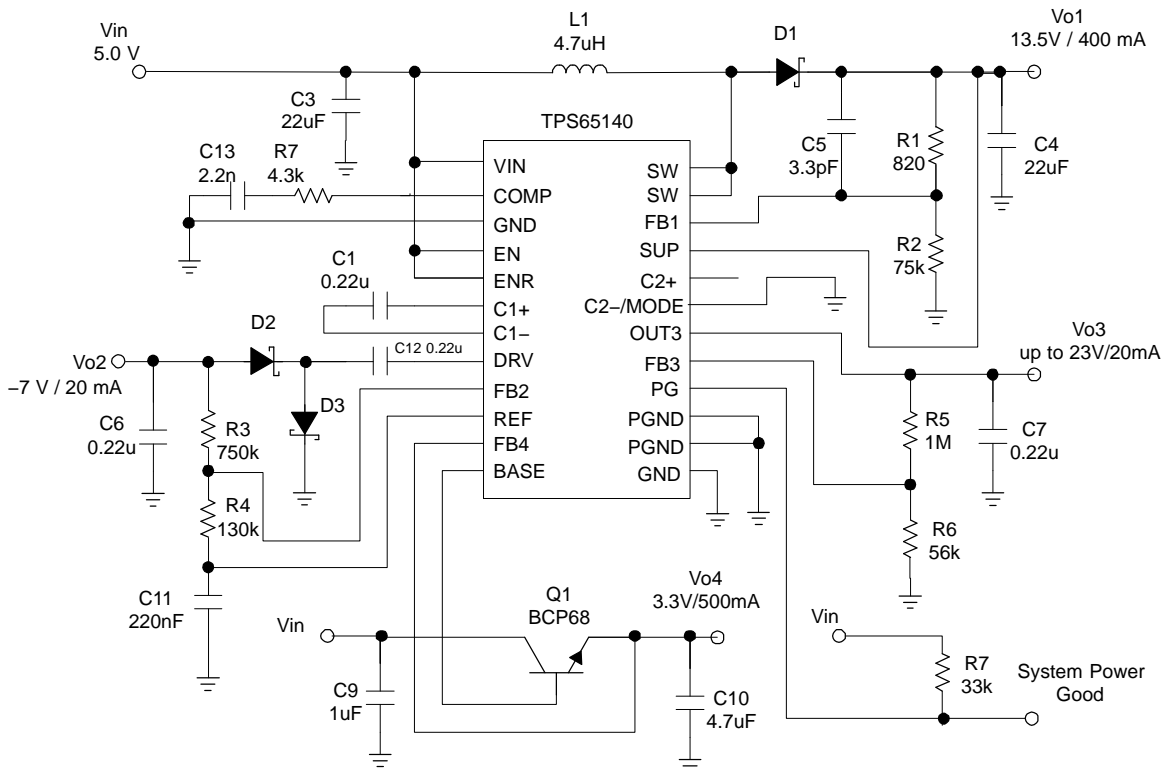 Vin
5.0 V
L1
4.7uH
D1
Vo1
13.5V / 400 mA
C3
22uF
TPS65140
C13
2.2n
R7
4.3k
C5
3.3pF
R1
820
C4
22uF
VIN
COMP
GND
EN
ENR
C1+
C1–
DRV
FB2
REF
FB4
BASE
SW
SW
FB1
SUP
C2+
C2–/MODE
OUT3
FB3
PG
PGND
PGND
GND
R2
75k
C1
0.22u
D2
C12 0.22u
Vo2
–7 V / 20 mA
D3
Vo3
up to 23V/20mA
C6
0.22u
R3
750k
R5
1M
C7
0.22u
R4
130k
R6
56k
C11
220nF
Q1
BCP68
Vo4
3.3V/500mA
Vin
C9
1uF
C10
4.7uF
Vin
R7
33k
System Power
Good